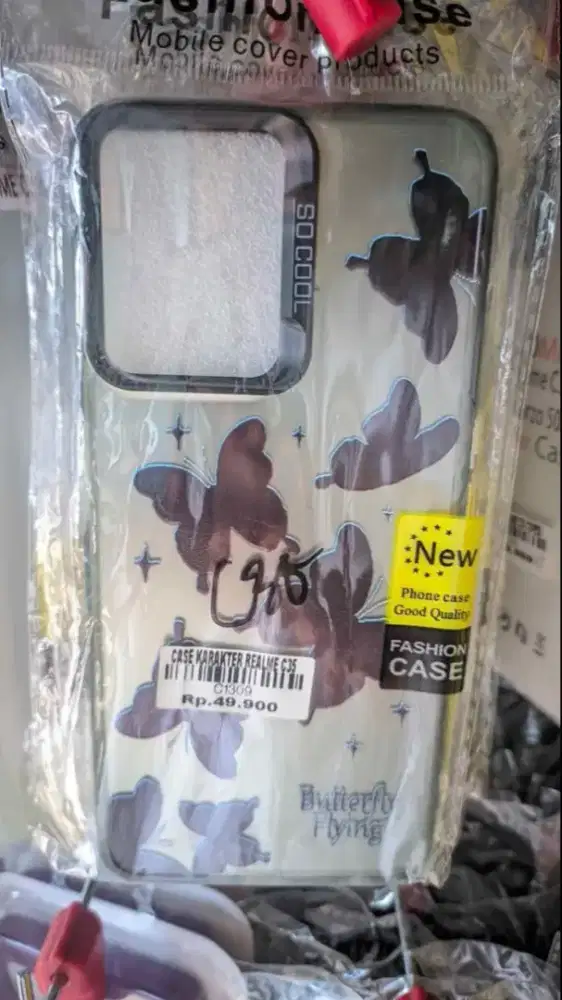 Fashion Case
Mobile cover products
SO COOL
New
Phone case
Good Quality
FASHION
CASE
C35
CASE KARAKTER REALME C35
C1309
Rp.49.900
Butterfly
Flying